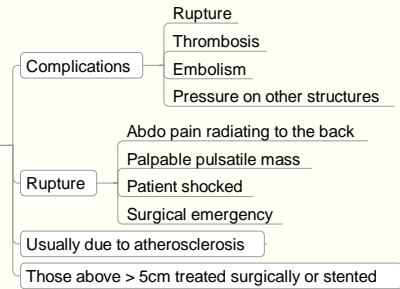 Complications
Rupture
Thrombosis
Embolism
Pressure on other structures
Rupture
Abdo pain radiating to the back
Palpable pulsatile mass
Patient shocked
Surgical emergency
Usually due to atherosclerosis
Those above > 5cm treated surgically or stented